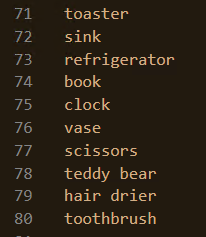 71 toaster
72 sink
73 refrigerator
74 book
75 clock
76 vase
77 scissors
78 teddy bear
79 hair drier
80 toothbrush